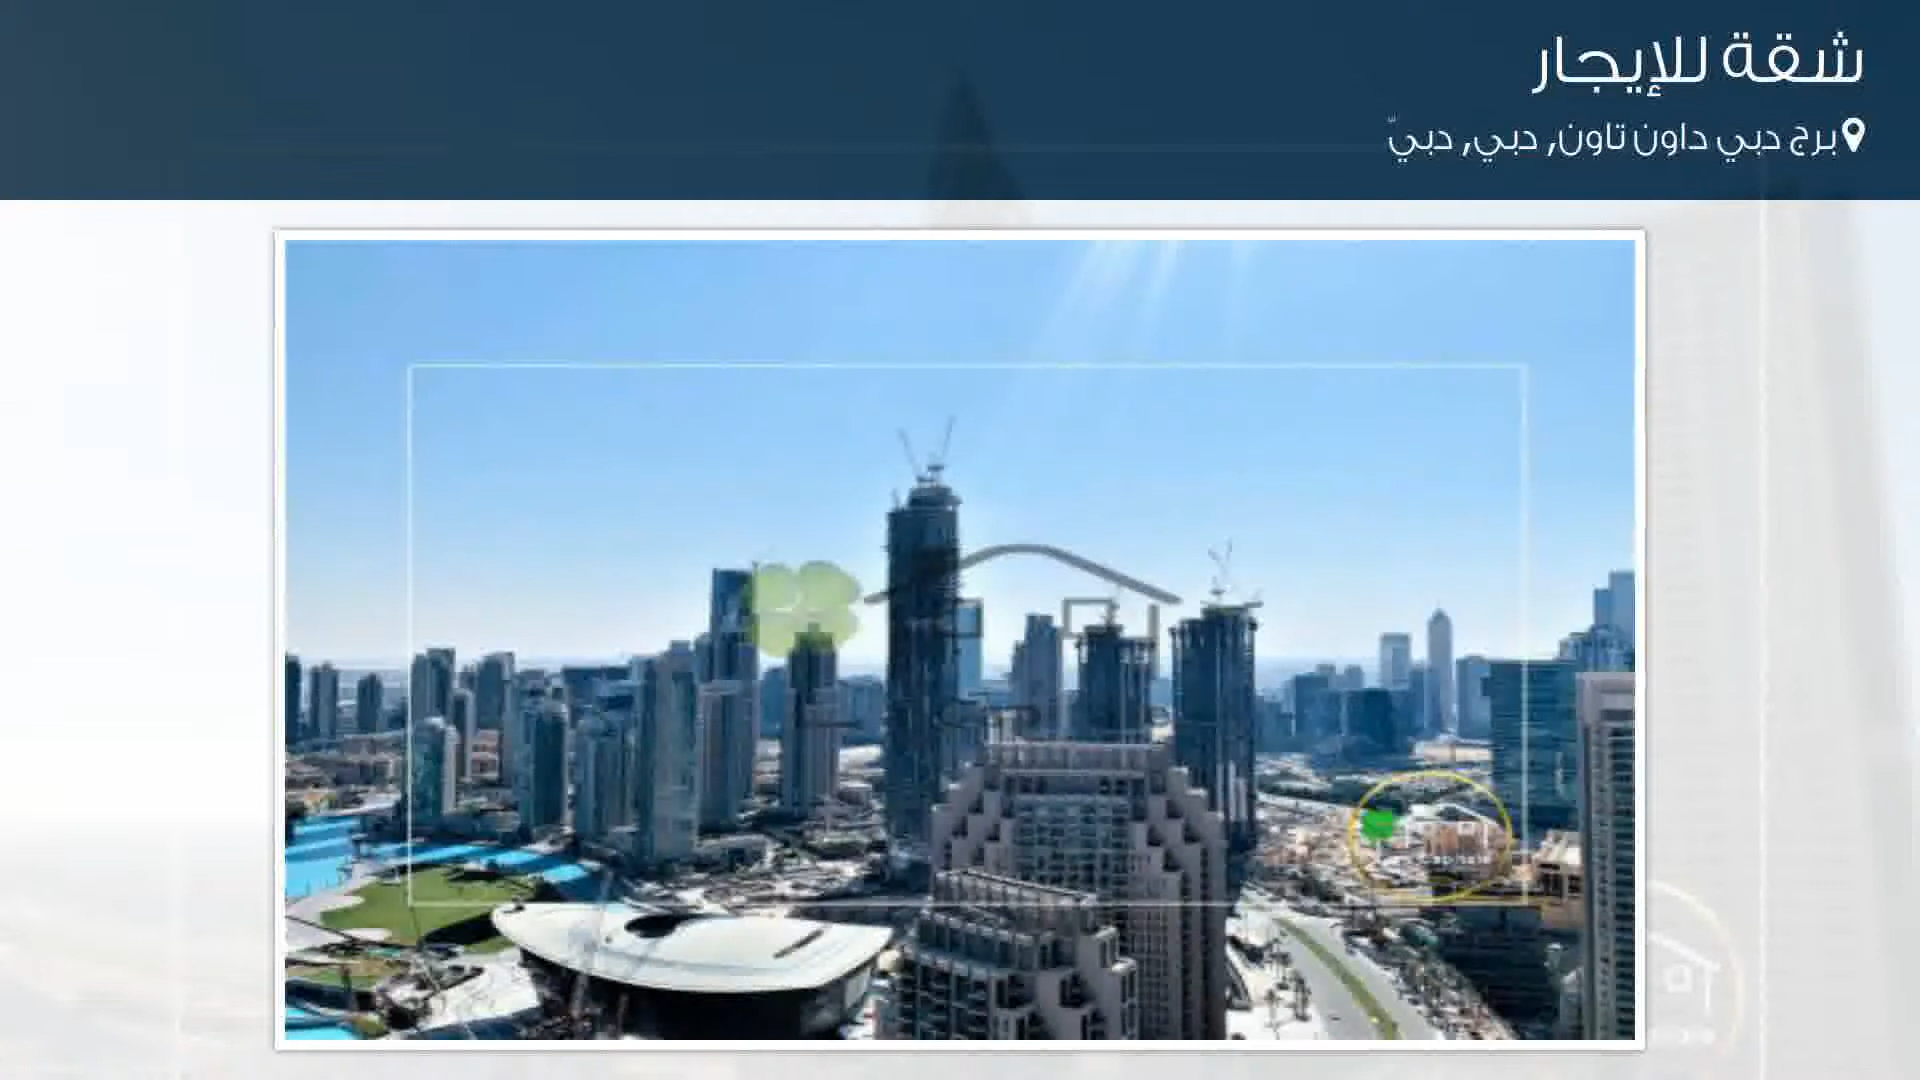 شقة للإيجار
برج دبي داون تاون, دبي, دبيّ